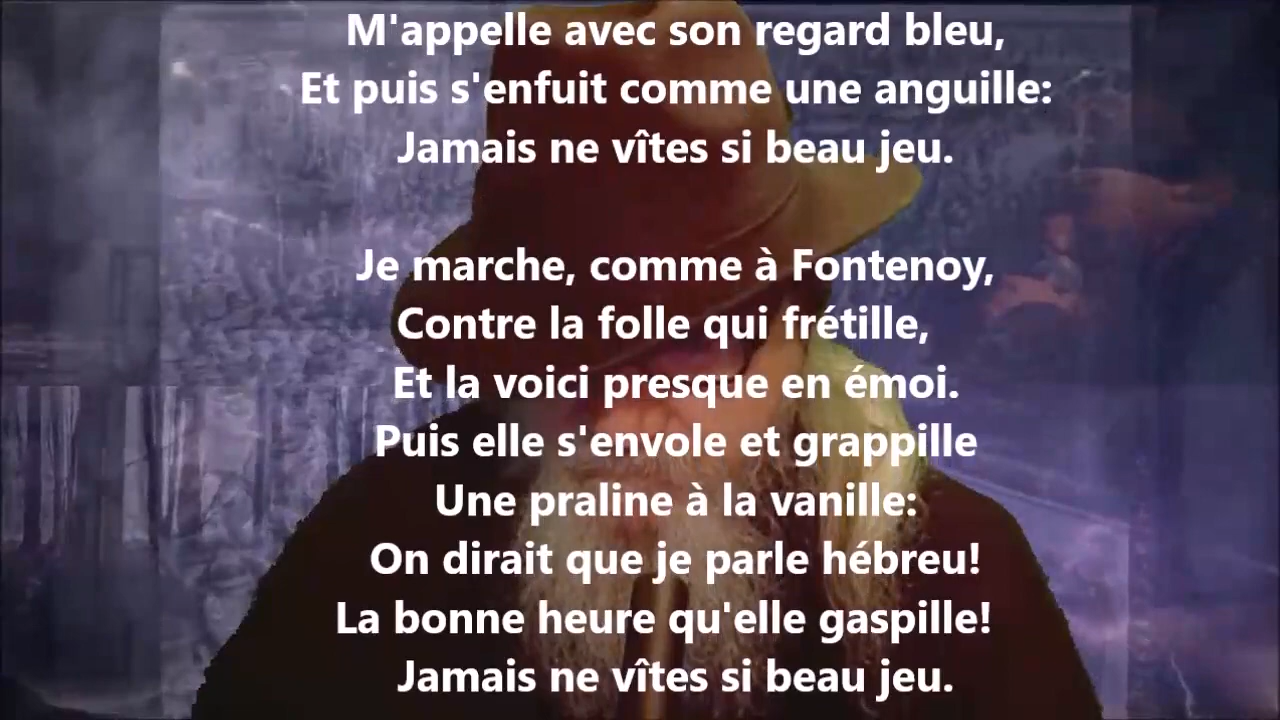 M'appelle avec son regard bleu,
Et puis s'enfuit comme une anguille:
Jamais ne vîtes si beau jeu.
Je marche, comme à Fontenoy,
Contre la folle qui frétille,
Et la voici presque en émoi.
Puis elle s'envole et grappille
Une praline à la vanille:
On dirait que je parle hébreu!
La bonne heure qu'elle gaspille!
Jamais ne vîtes si beau jeu.